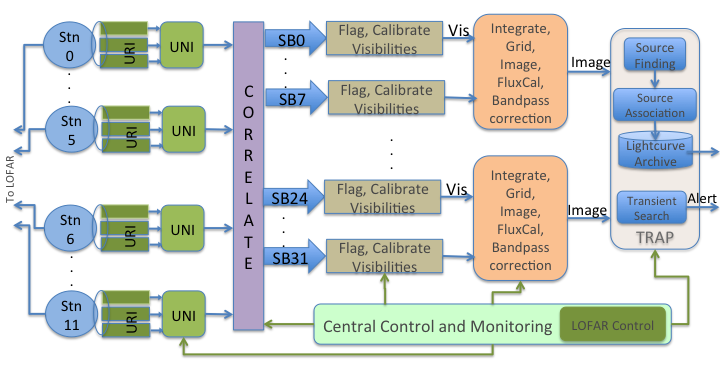 Stn
0
URI
UNI
Stn
5
URI
UNI
To LOFAR
Stn
6
URI
UNI
Stn
11
URI
UNI
CORRELATE
SB0
SB7
SB24
SB31
Flag, Calibrate
Visibilities
Vis
Flag, Calibrate
Visibilities
Flag, Calibrate
Visibilities
Vis
Flag, Calibrate
Visibilities
Integrate,
Grid,
Image,
FluxCal,
Bandpass
correction
Image
Integrate,
Grid,
Image,
FluxCal,
Bandpass
correction
Image
Source
Finding
Source
Association
Lightcurve
Archive
Transient
Search
Alert
TRAP
Central Control and Monitoring
LOFAR Control